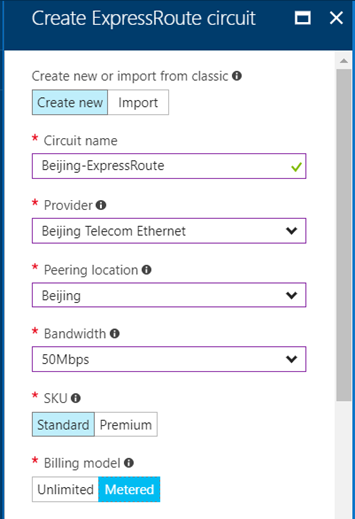 Create ExpressRoute circuit
Create new or import from classic
Create new Import
* Circuit name
Beijing-ExpressRoute
* Provider
Beijing Telecom Ethernet
* Peering location
Beijing
* Bandwidth
50Mbps
* SKU
Standard Premium
* Billing model
Unlimited Metered